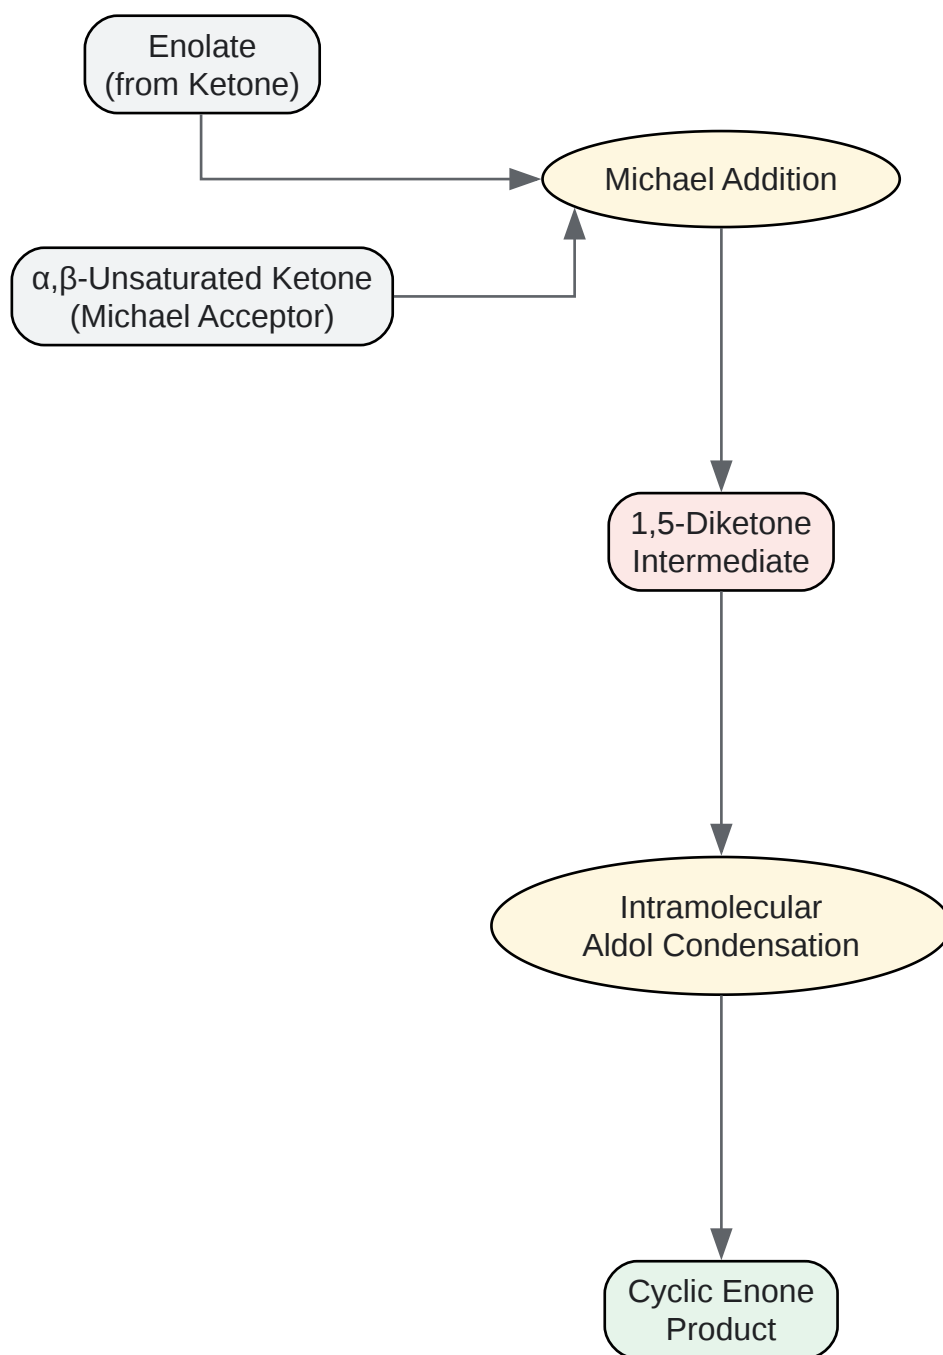 Enolate
(from Ketone)
Michael Addition
α,β-Unsaturated Ketone
(Michael Acceptor)
1,5-Diketone
Intermediate
Intramolecular
Aldol Condensation
Cyclic Enone
Product